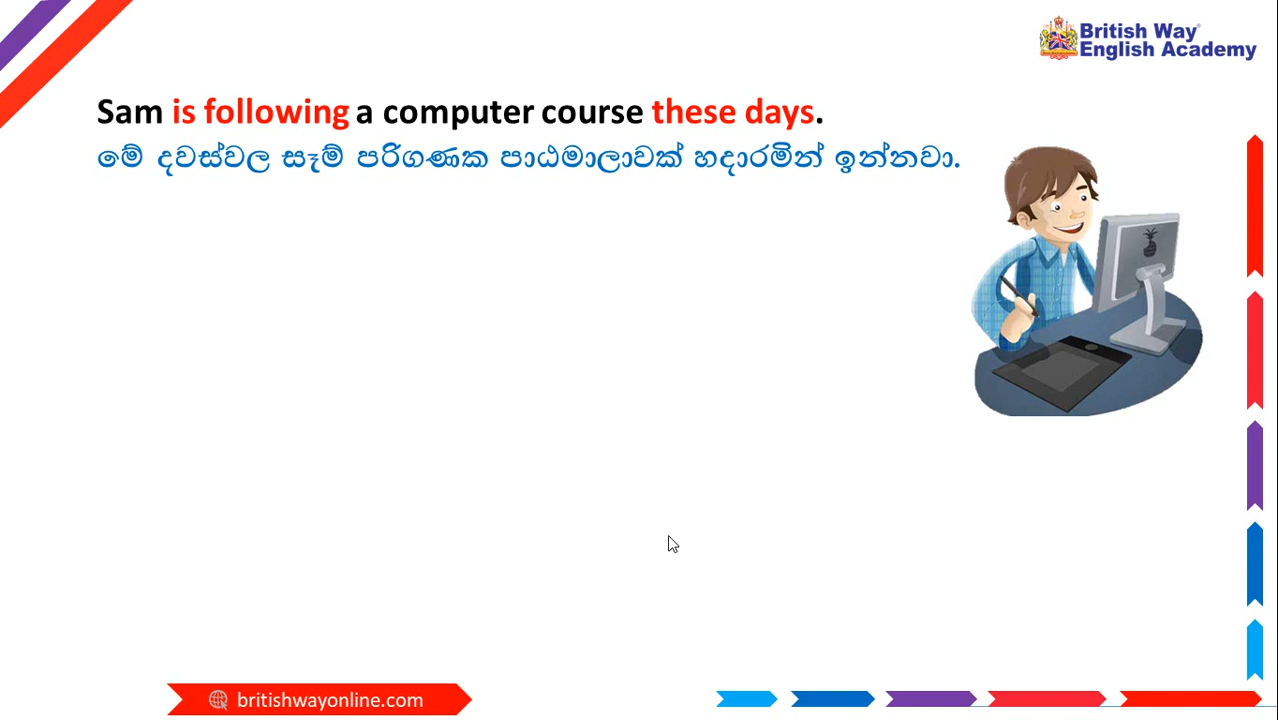 British Way
English Academy
Sam is following a computer course these days.
මේ දවස්වල සෑම් පරිගණක පාඨමාලාවක් හදාරමින් ඉන්නවා.
britishwayonline.com